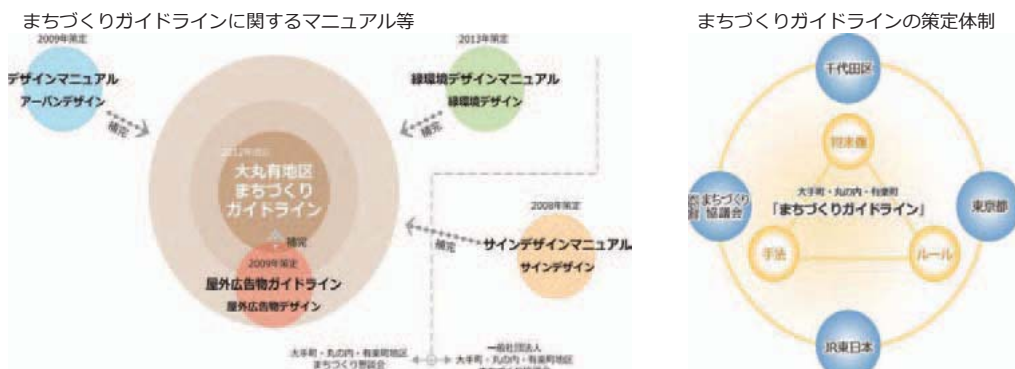 まちづくりガイドラインに関するマニュアル等
2009年策定
デザインマニュアル
アーバンデザイン
補完
2013年策定
緑環境デザインマニュアル
緑環境デザイン
補完
大丸有地区
まちづくり
ガイドライン
補完
2009年策定
屋外広告物ガイドライン
屋外広告物デザイン
2008年策定
サインデザインマニュアル
サインデザイン
補完
大手町・丸の内・有楽町地区
まちづくり懇談会
一般社団法人
大手町・丸の内・有楽町地区
まちづくりガイドラインの策定体制
千代田区
将来像
大手町・丸の内・有楽町
「まちづくりガイドライン」
まちづくり
協議会
東京都
手法
ルール
JR東日本